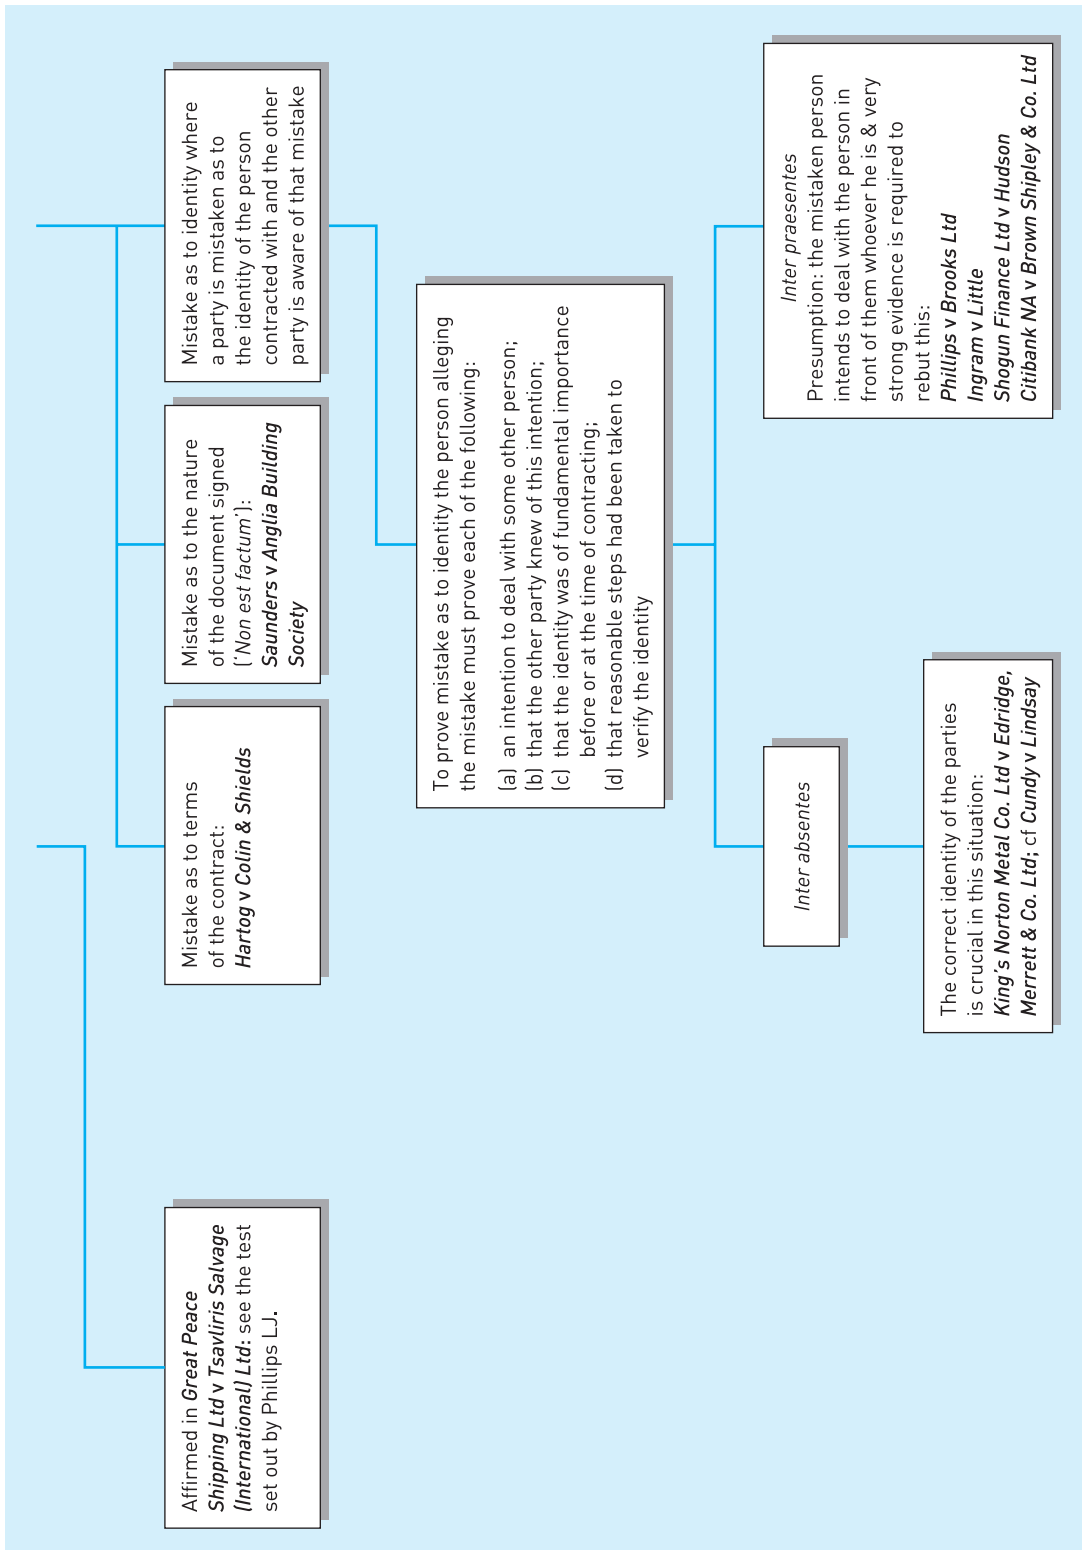 Affirmed in Great Peace
Shipping Ltd v Tsavliris Salvage
(International) Ltd: see the test
set out by Phillips LJ.
Mistake as to terms
of the contract:
Hartog v Colin & Shields
Mistake as to the nature
of the document signed
('Non est factum'):
Saunders v Anglia Building
Society
Mistake as to identity where
a party is mistaken as to
the identity of the person
contracted with and the other
party is aware of that mistake
To prove mistake as to identity the person alleging
the mistake must prove each of the following:
(a) an intention to deal with some other person;
(b) that the other party knew of this intention;
(c) that the identity was of fundamental importance
before or at the time of contracting;
(d) that reasonable steps had been taken to
verify the identity
Inter absentes
The correct identity of the parties
is crucial in this situation:
King's Norton Metal Co. Ltd v Edridge,
Merrett & Co. Ltd; cf Cundy v Lindsay
Inter praesentes
Presumption: the mistaken person
intends to deal with the person in
front of them whoever he is & very
strong evidence is required to
rebut this:
Phillips v Brooks Ltd
Ingram v Little
Shogun Finance Ltd v Hudson
Citibank NA v Brown Shipley & Co. Ltd